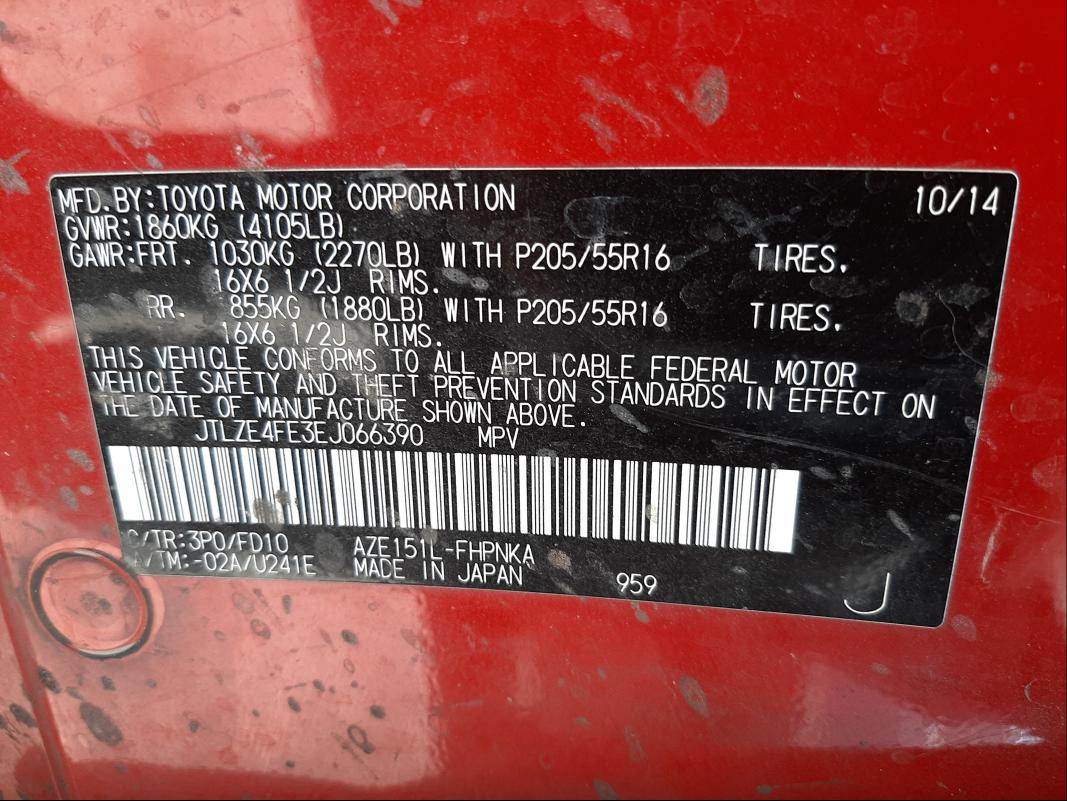 MFD.BY:TOYOTA MOTOR CORPORATION 10/14
GVWR:1860KG (4105LB)
GAWR:FRT. 1030KG (2270LB) WITH P205/55R16 TIRES.
16X6 1/2J RIMS.
RR. 855KG (1880LB) WITH P205/55R16 TIRES.
16X6 1/2J RIMS.
THIS VEHICLE CONFORMS TO ALL APPLICABLE FEDERAL MOTOR
VEHICLE SAFETY AND THEFT PREVENTION STANDARDS IN EFFECT ON
THE DATE OF MANUFACTURE SHOWN ABOVE.
JTLZE4FE3EJ066390 MPV
C/TR:3P0/FD10 AZE151L-FHPNKA
A/TM:-02A/U241E MADE IN JAPAN 959 J